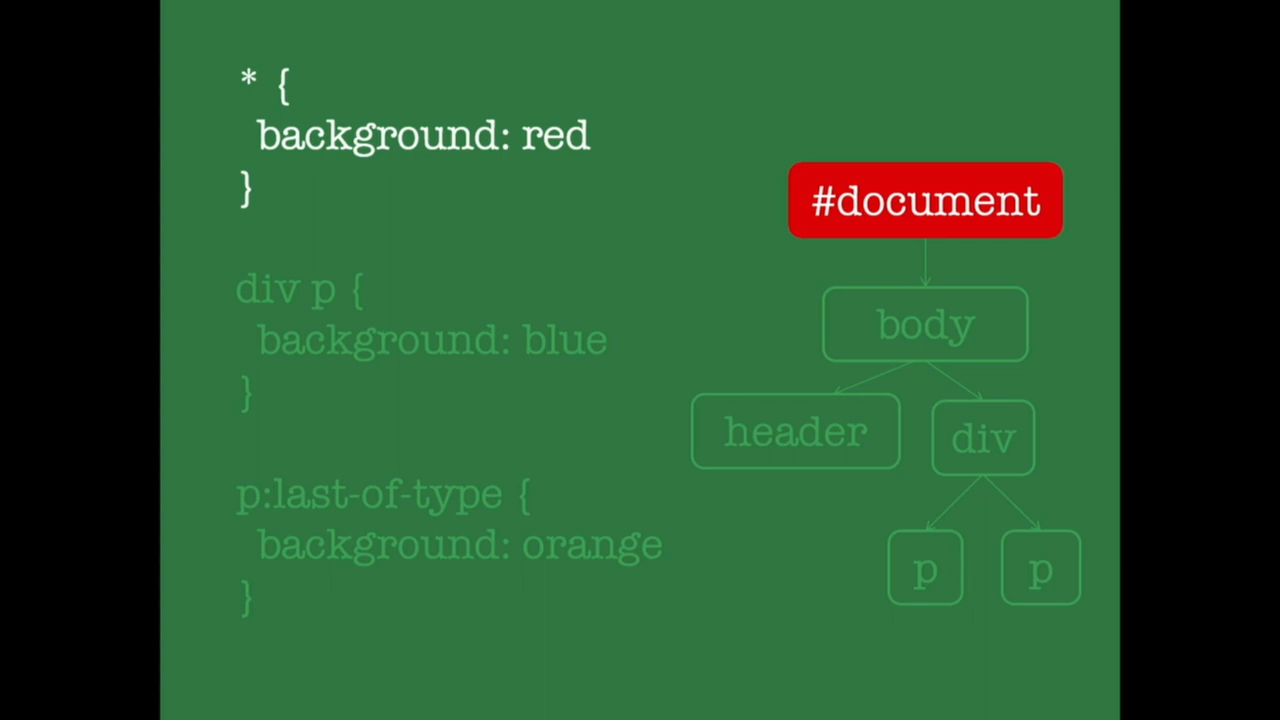 * {
background: red
}
div p {
background: blue
}
p:last-of-type {
background: orange
}
#document
body
header
div
p
p